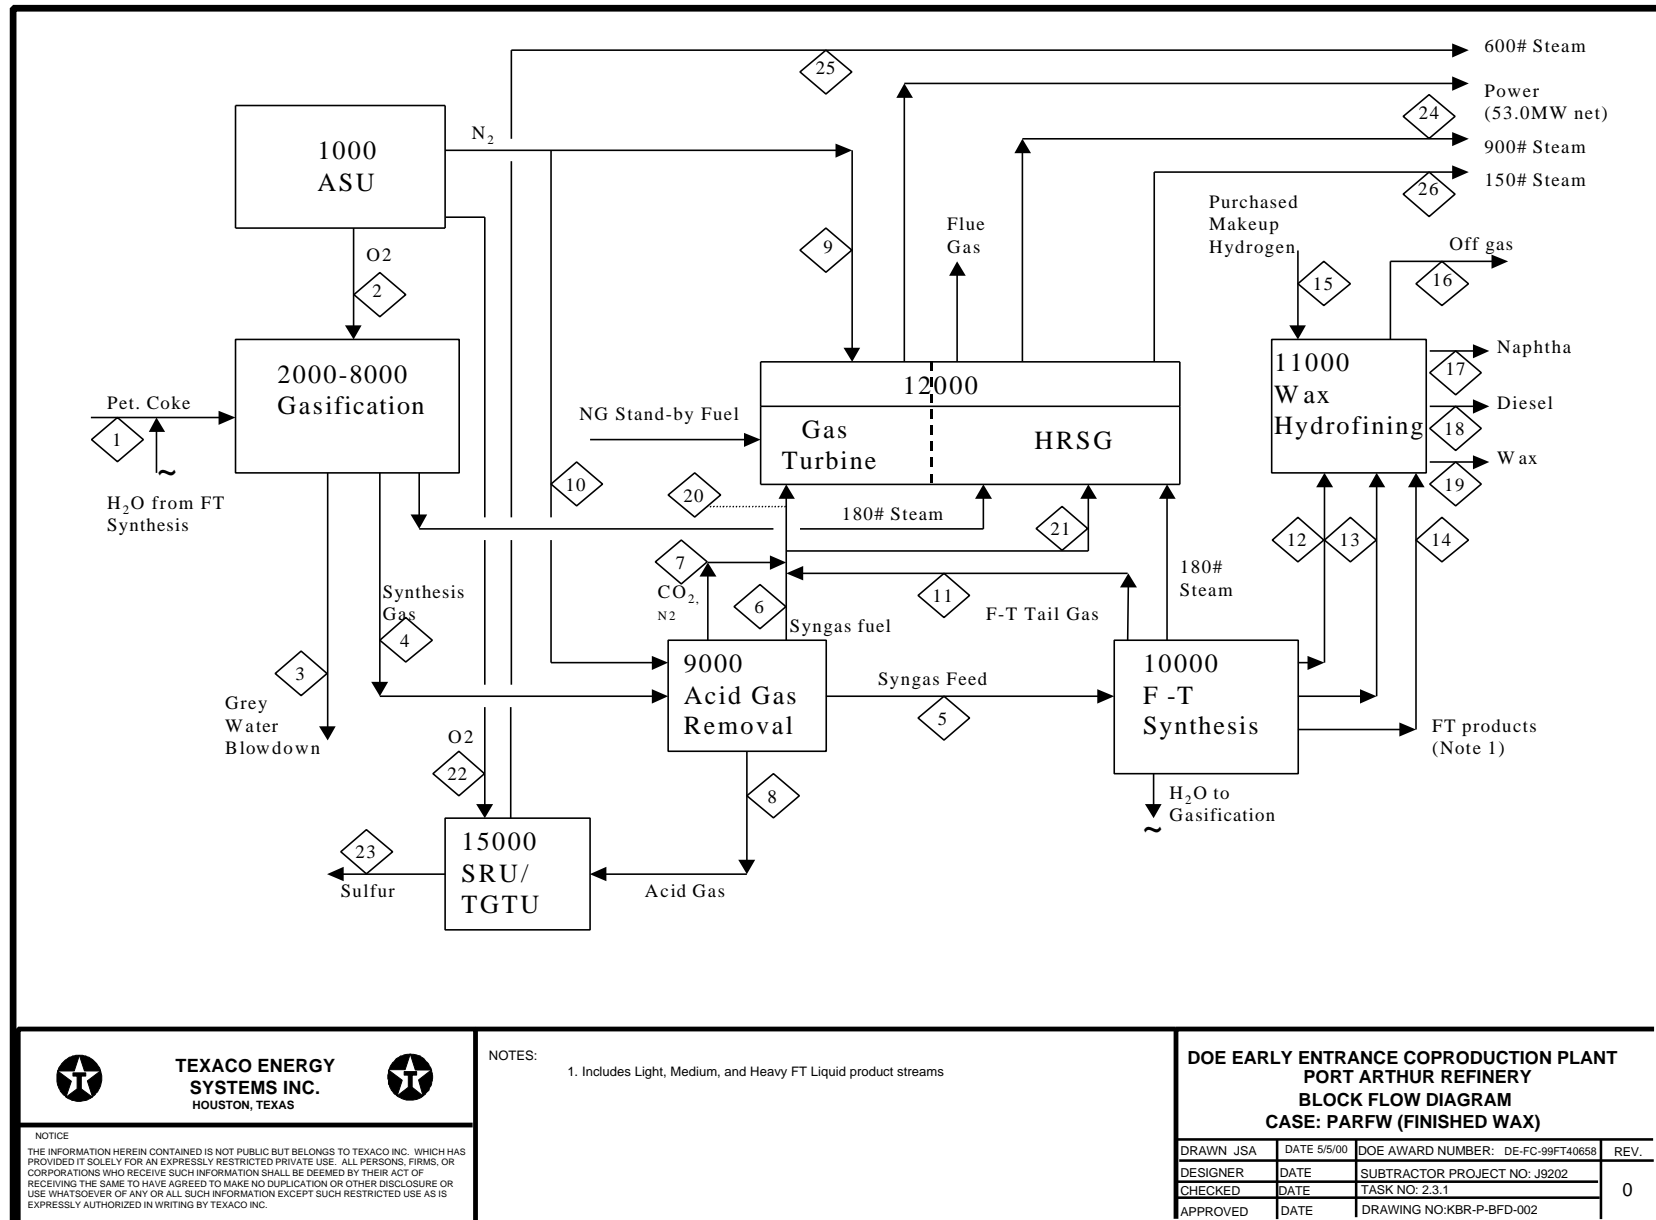 600# Steam
25
Power
(53.0MW net)
24
900# Steam
150# Steam
26
N2
1000
ASU
O2
2
9
Flue
Gas
Purchased
Makeup
Hydrogen
15
Off gas
16
2000-8000
Gasification
Pet. Coke
1
~
H2O from FT
Synthesis
12000
Gas
Turbine
HRSG
NG Stand-by Fuel
11000
Wax
Hydrofining
Naphtha
17
Diesel
18
Wax
19
10
20
180# Steam
21
12
13
14
7
CO2,
N2
6
Syngas fuel
11
F-T Tail Gas
180#
Steam
Synthesis
Gas
4
3
Grey
Water
Blowdown
9000
Acid Gas
Removal
Syngas Feed
5
10000
F -T
Synthesis
FT products
(Note 1)
O2
22
8
H2O to
Gasification
~
15000
SRU/
TGTU
23
Sulfur
Acid Gas
TEXACO ENERGY
SYSTEMS INC.
HOUSTON, TEXAS
NOTICE
THE INFORMATION HEREIN CONTAINED IS NOT PUBLIC BUT BELONGS TO TEXACO INC. WHICH HAS
PROVIDED IT SOLELY FOR AN EXPRESSLY RESTRICTED PRIVATE USE. ALL PERSONS, FIRMS, OR
CORPORATIONS WHO RECEIVE SUCH INFORMATION SHALL BE DEEMED BY THEIR ACT OF
RECEIVING THE SAME TO HAVE AGREED TO MAKE NO DUPLICATION OR OTHER DISCLOSURE OR
USE WHATSOEVER OF ANY OR ALL SUCH INFORMATION EXCEPT SUCH RESTRICTED USE AS IS
EXPRESSLY AUTHORIZED IN WRITING BY TEXACO INC.
NOTES:
1. Includes Light, Medium, and Heavy FT Liquid product streams
DOE EARLY ENTRANCE COPRODUCTION PLANT
PORT ARTHUR REFINERY
BLOCK FLOW DIAGRAM
CASE: PARFW (FINISHED WAX)
DRAWN JSA DATE 5/5/00 DOE AWARD NUMBER: DE-FC-99FT40658 REV.
DESIGNER DATE SUBTRACTOR PROJECT NO: J9202
CHECKED DATE TASK NO: 2.3.1 0
APPROVED DATE DRAWING NO:KBR-P-BFD-002